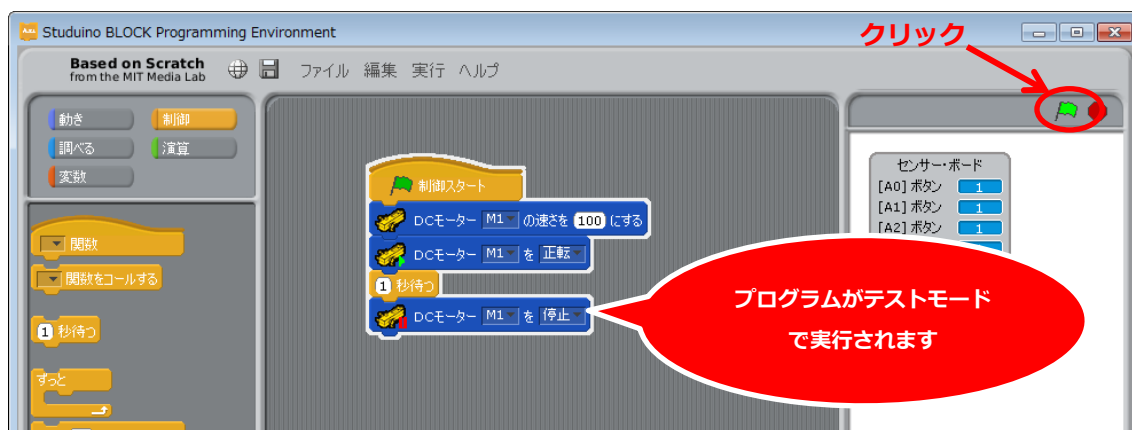 Studuino BLOCK Programming Environment
クリック
Based on Scratch
from the MIT Media Lab
ファイル 編集 実行 ヘルプ
動き 制御
調べる 演算
変数
関数
関数をコールする
1 秒待つ
ずっと
制御スタート
DCモーター M1 の速さを 100 にする
DCモーター M1 を 正転
1 秒待つ
DCモーター M1 を 停止
センサー・ボード
[A0] ボタン 1
[A1] ボタン 1
[A2] ボタン 1
プログラムがテストモード
で実行されます